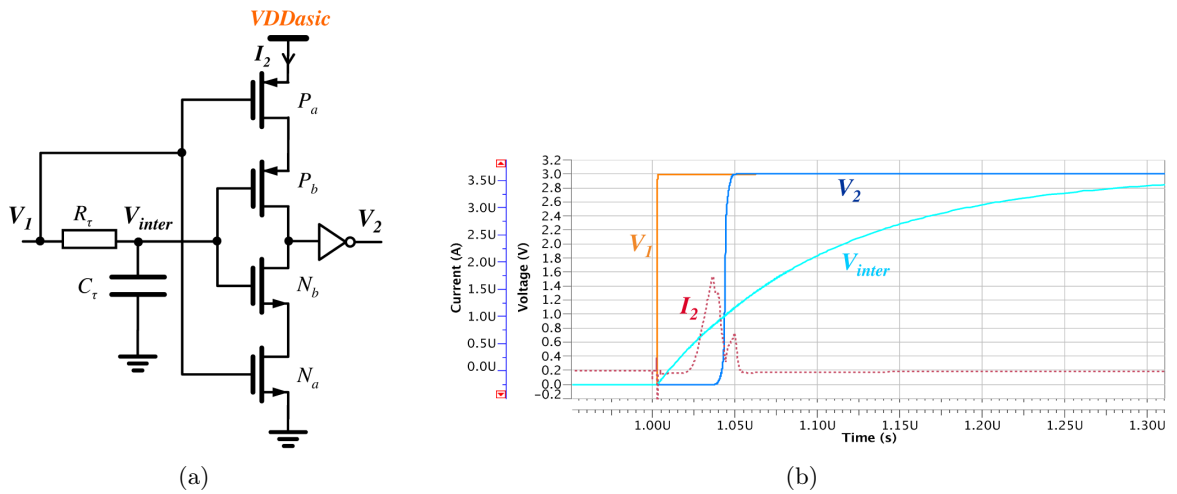 VDDasic
I2
Pa
Pb
V1
Rτ
Vinter
V2
Cτ
Nb
Na
(a)
Current (A)
3.5U
3.0U
2.5U
2.0U
1.5U
1.0U
0.5U
0.0U
Voltage (V)
3.2
3.0
2.8
2.6
2.4
2.2
2.0
1.8
1.6
1.4
1.2
1.0
0.8
0.6
0.4
0.2
0.0
−0.2
V1
V2
Vinter
I2
1.00U 1.05U 1.10U 1.15U 1.20U 1.25U 1.30U
Time (s)
(b)